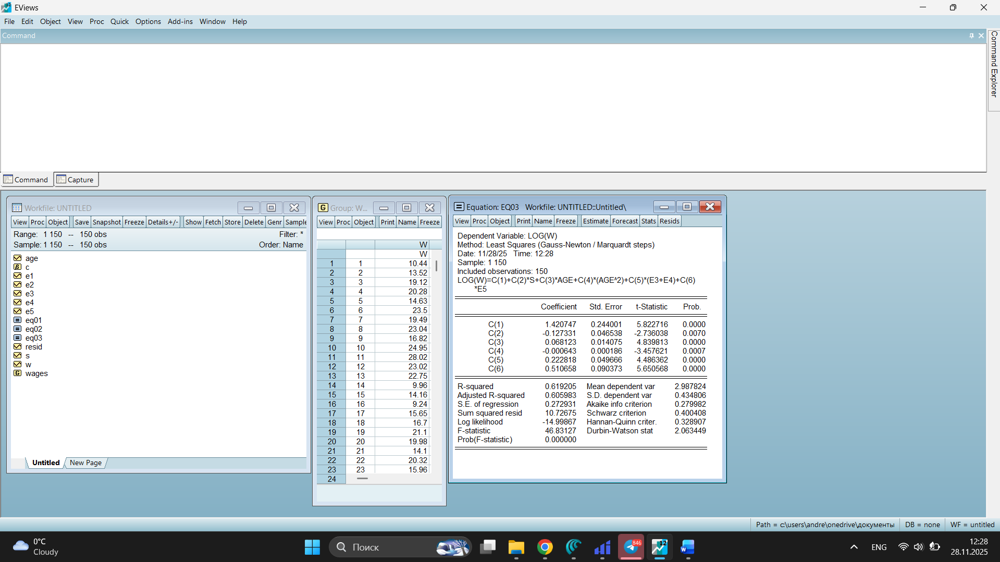 EViews
File Edit Object View Proc Quick Options Add-ins Window Help
Command
Command Explorer
Command Capture
Workfile: UNTITLED
View Proc Object Save Snapshot Freeze Details+/- Show Fetch Store Delete Genr Sample
Range: 1 150 -- 150 obs Filter: *
Sample: 1 150 -- 150 obs Order: Name
age
c
e1
e2
e3
e4
e5
eq01
eq02
eq03
resid
s
w
wages
Untitled New Page
Group: W...
View Proc Object Print Name Freeze
W
W
1 1 10.44
2 2 13.52
3 3 19.12
4 4 20.28
5 5 14.63
6 6 23.5
7 7 19.49
8 8 23.04
9 9 16.82
10 10 24.95
11 11 28.02
12 12 23.02
13 13 22.75
14 14 9.96
15 15 14.16
16 16 9.24
17 17 15.65
18 18 16.7
19 19 21.1
20 20 19.98
21 21 14.1
22 22 20.32
23 23 15.96
24
Equation: EQ03 Workfile: UNTITLED::Untitled\
View Proc Object Print Name Freeze Estimate Forecast Stats Resids
Dependent Variable: LOG(W)
Method: Least Squares (Gauss-Newton / Marquardt steps)
Date: 11/28/25 Time: 12:28
Sample: 1 150
Included observations: 150
LOG(W)=C(1)+C(2)*S+C(3)*AGE+C(4)*(AGE^2)+C(5)*(E3+E4)+C(6)
*E5
Coefficient Std. Error t-Statistic Prob.
C(1) 1.420747 0.244001 5.822716 0.0000
C(2) -0.127331 0.046538 -2.736038 0.0070
C(3) 0.068123 0.014075 4.839813 0.0000
C(4) -0.000643 0.000186 -3.457621 0.0007
C(5) 0.222818 0.049666 4.486362 0.0000
C(6) 0.510658 0.090373 5.650568 0.0000
R-squared 0.619205 Mean dependent var 2.987824
Adjusted R-squared 0.605983 S.D. dependent var 0.434806
S.E. of regression 0.272931 Akaike info criterion 0.279982
Sum squared resid 10.72675 Schwarz criterion 0.400408
Log likelihood -14.99867 Hannan-Quinn criter. 0.328907
F-statistic 46.83127 Durbin-Watson stat 2.063449
Prob(F-statistic) 0.000000
Path = c:\users\andre\onedrive\документы DB = none WF = untitled
0°C
Cloudy
Поиск
846
12
ENG
12:28
28.11.2025